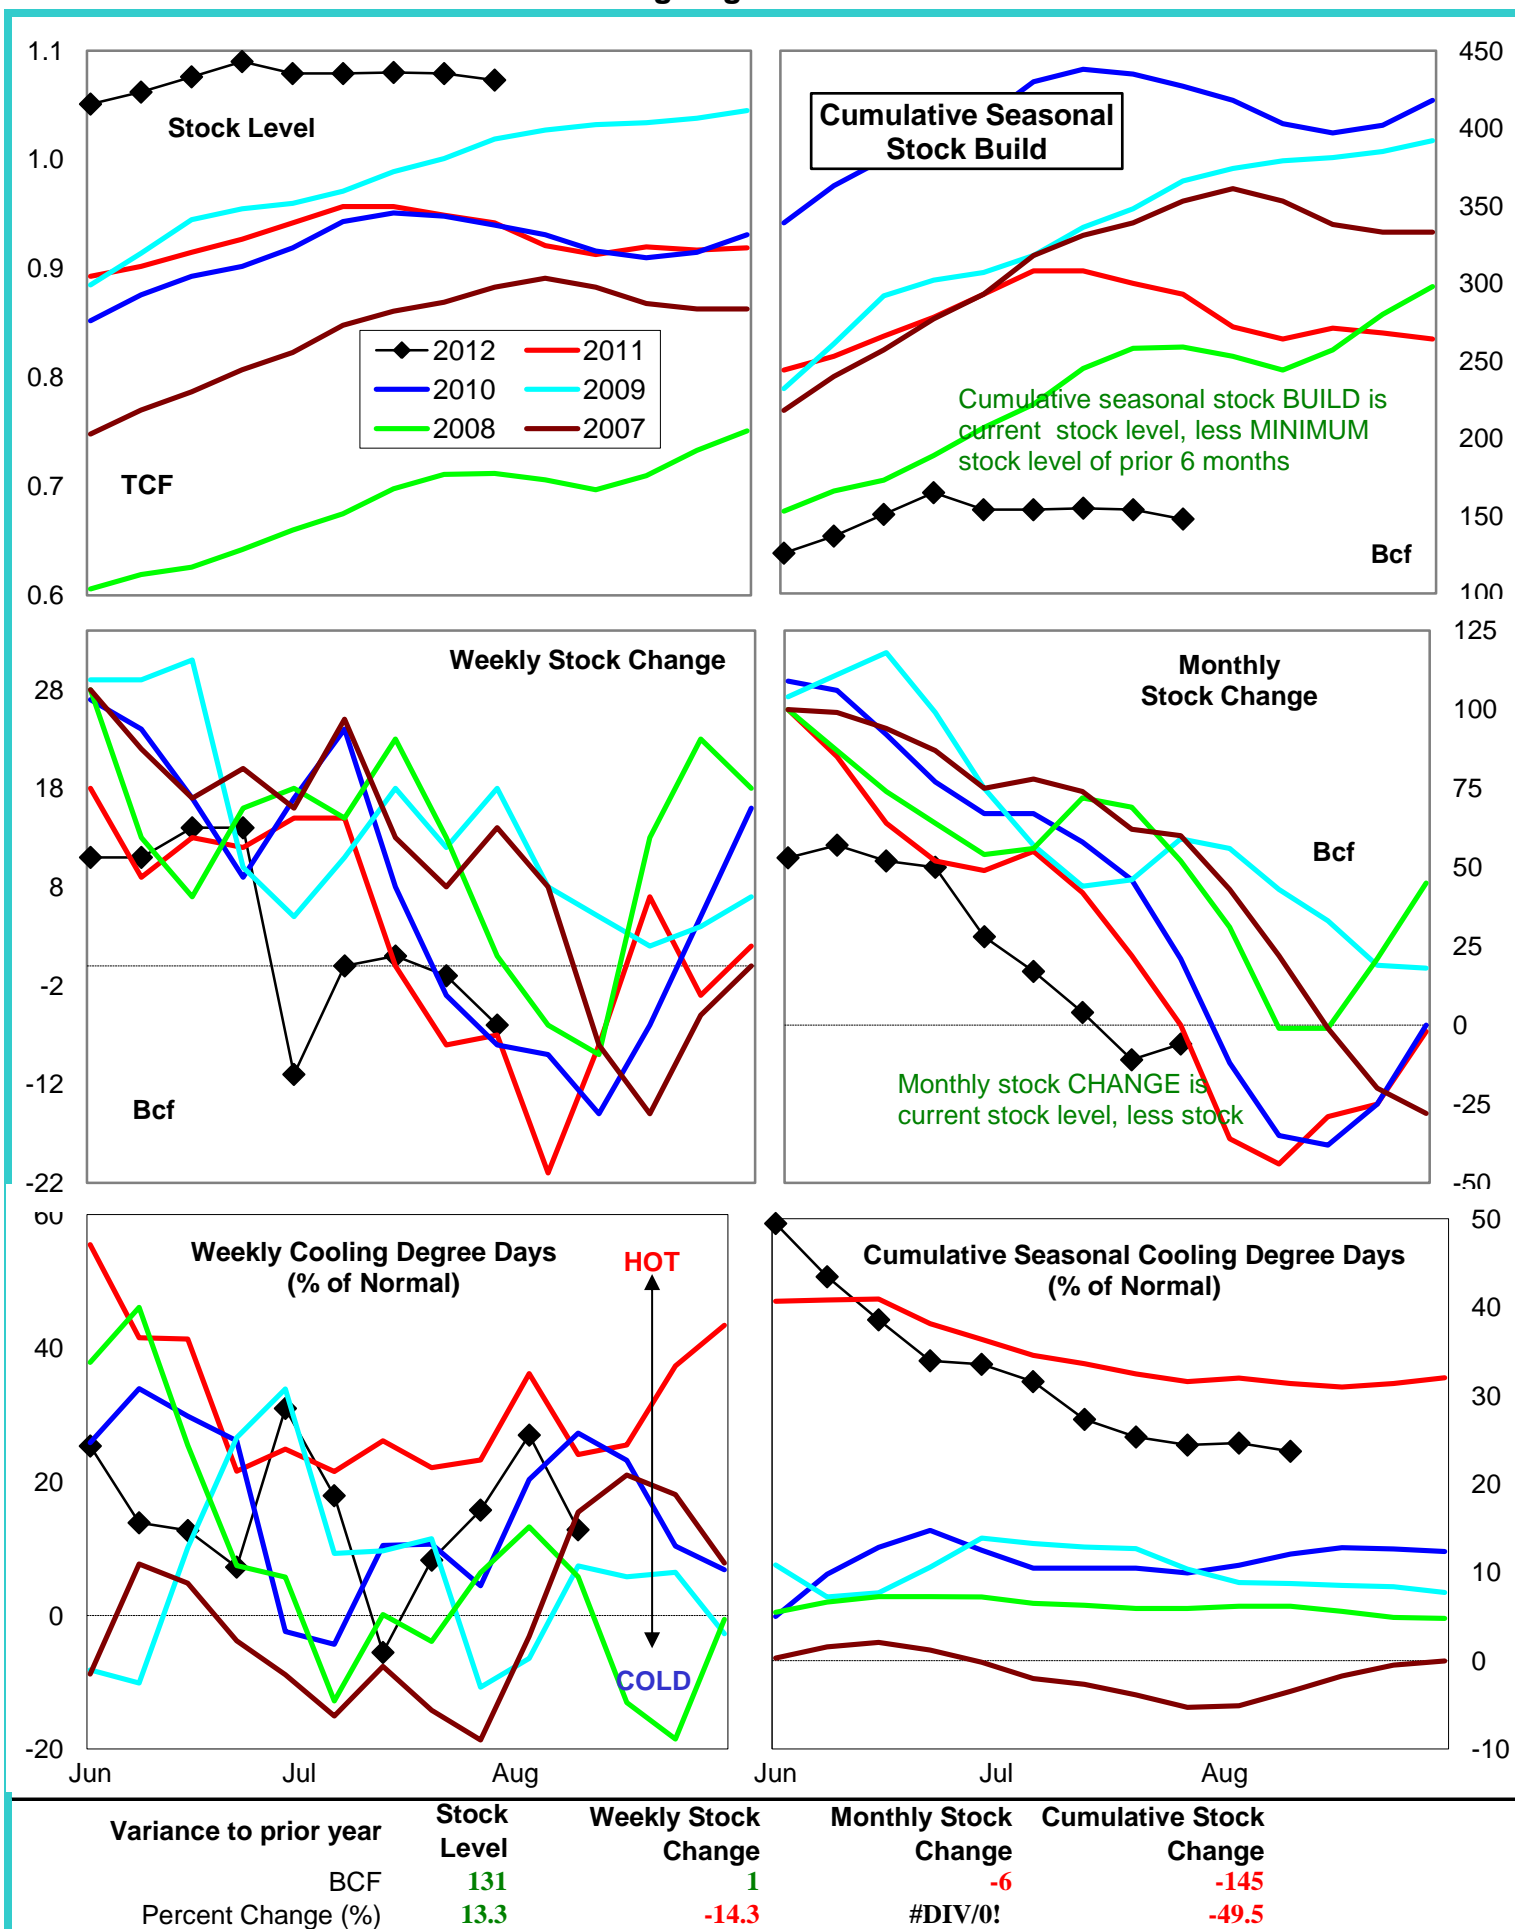 1.1
1.0
0.9
0.8
0.7
0.6
Stock Level
TCF
2012
2011
2010
2009
2008
2007
Cumulative Seasonal
Stock Build
450
400
350
300
250
200
150
100
Cumulative seasonal stock BUILD is
current stock level, less MINIMUM
stock level of prior 6 months
Bcf
Weekly Stock Change
28
18
8
-2
-12
-22
Bcf
Monthly
Stock Change
125
100
75
50
25
0
-25
-50
Bcf
Monthly stock CHANGE is
current stock level, less stock
60
40
20
0
-20
Weekly Cooling Degree Days
(% of Normal)
HOT
COLD
Jun Jul Aug
Cumulative Seasonal Cooling Degree Days
(% of Normal)
50
40
30
20
10
0
-10
Jun Jul Aug
Variance to prior year
Stock
Level
Weekly Stock
Change
Monthly Stock
Change
Cumulative Stock
Change
BCF 131 1 -6 -145
Percent Change (%) 13.3 -14.3 #DIV/0! -49.5